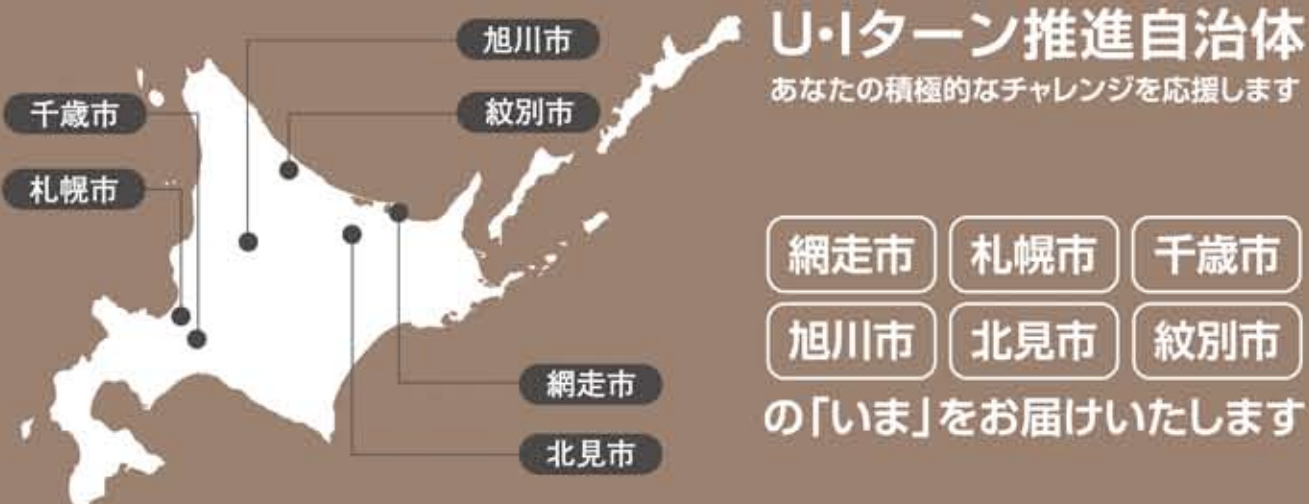 旭川市
紋別市
千歳市
札幌市
網走市
北見市
U・Iターン推進自治体
あなたの積極的なチャレンジを応援します
網走市 札幌市 千歳市
旭川市 北見市 紋別市
の「いま」をお届けいたします